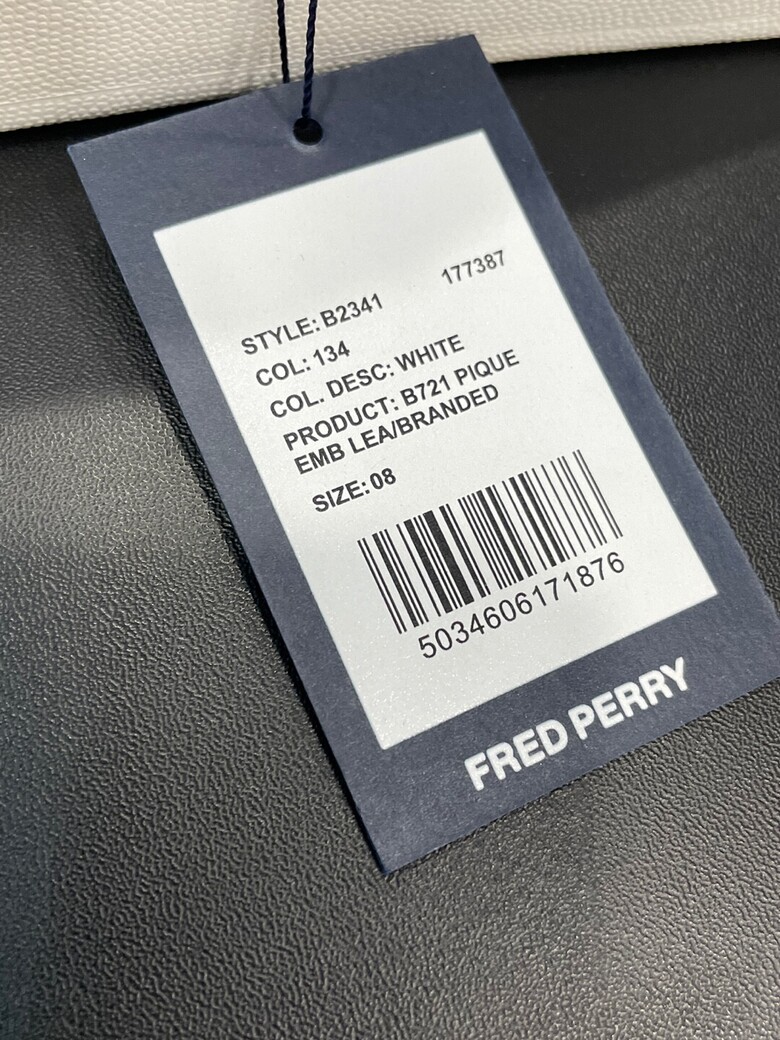 177387
STYLE: B2341
COL: 134
COL. DESC: WHITE
PRODUCT: B721 PIQUE
EMB LEA/BRANDED
SIZE: 08
5034606171876
FRED PERRY